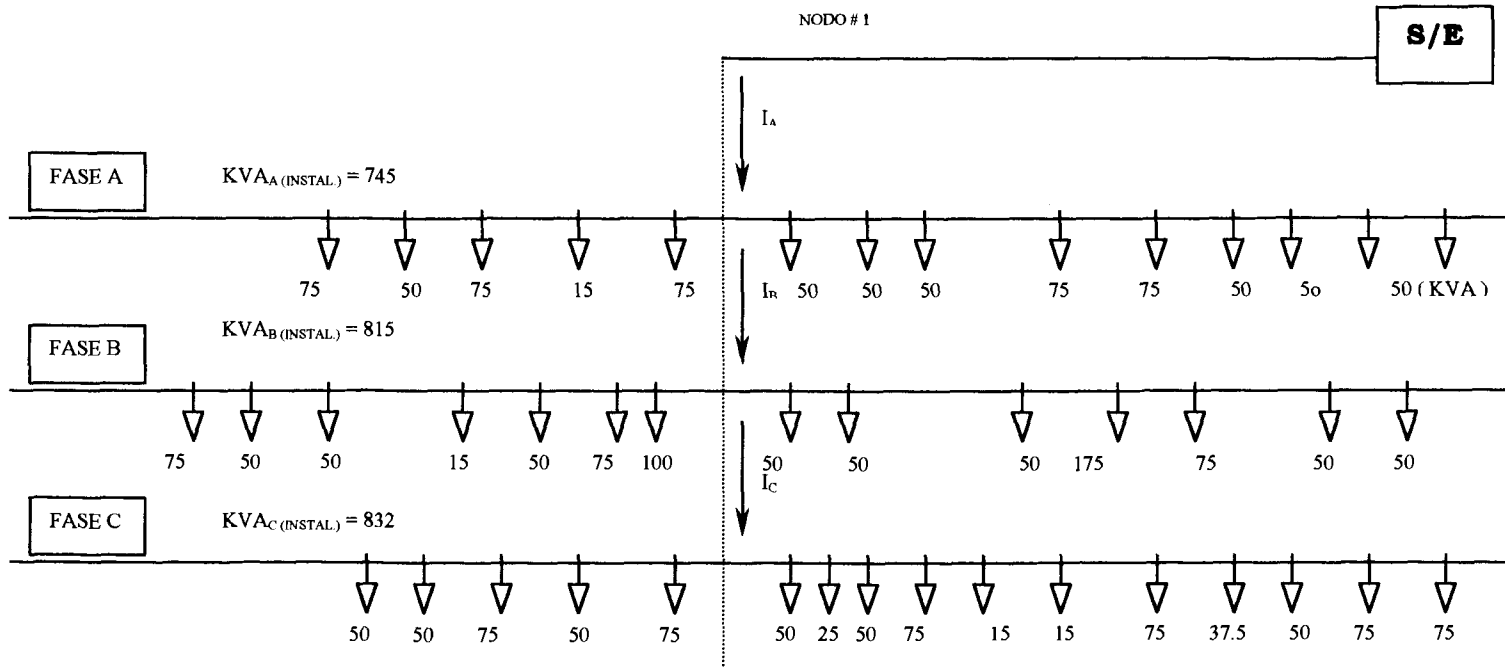 NODO # 1
S/E
I_A
FASE A
KVA_A (INSTAL.) = 745
75 50 75 15 75 50 50 50 75 75 50 5o 50 ( KVA )
I_B
KVA_B (INSTAL.) = 815
FASE B
75 50 50 15 50 75 100 50 50 50 175 75 50 50
I_C
FASE C
KVA_C (INSTAL.) = 832
50 50 75 50 75 50 25 50 75 15 15 75 37.5 50 75 75